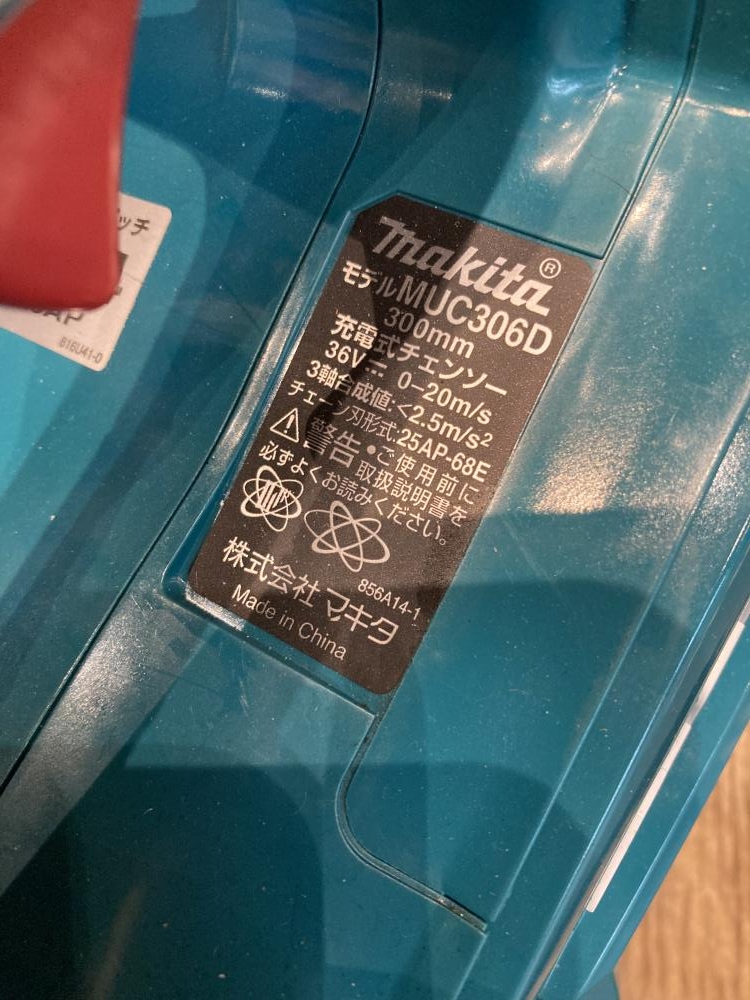 ッチ
816U41-0
makita®
モデルMUC306D
300mm
充電式チェンソー
36V⎓ 0-20m/s
3軸合成値:<2.5m/s²
チェーン刃形式:25AP-68E
警告・ご使用前に
取扱説明書を
必ずよくお読みください。
856A14-1
株式会社マキタ
Made in China